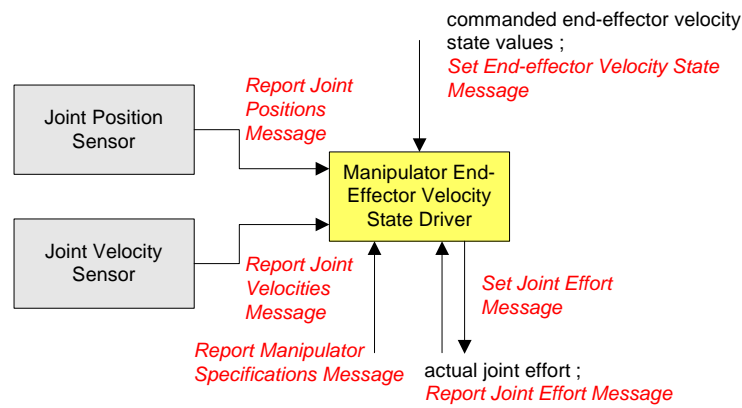 commanded end-effector velocity
state values ;
Set End-effector Velocity State
Message
Report Joint
Positions
Message
Joint Position
Sensor
Manipulator End-
Effector Velocity
State Driver
Joint Velocity
Sensor
Report Joint
Velocities
Message
Set Joint Effort
Message
Report Manipulator
Specifications Message
actual joint effort ;
Report Joint Effort Message